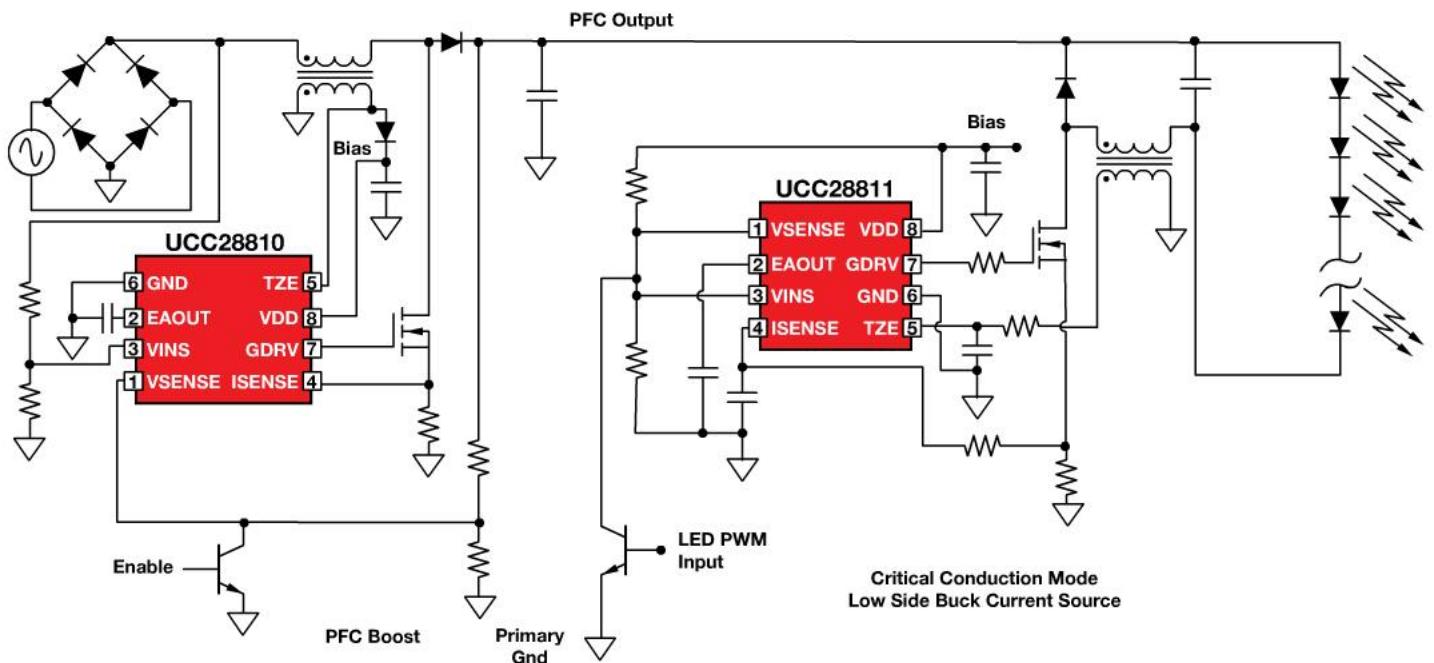 PFC Output
Bias
UCC28810
6 GND TZE 5
2 EAOUT VDD 8
3 VINS GDRV 7
1 VSENSE ISENSE 4
Enable
PFC Boost
Primary
Gnd
Bias
UCC28811
1 VSENSE VDD 8
2 EAOUT GDRV 7
3 VINS GND 6
4 ISENSE TZE 5
LED PWM
Input
Critical Conduction Mode
Low Side Buck Current Source